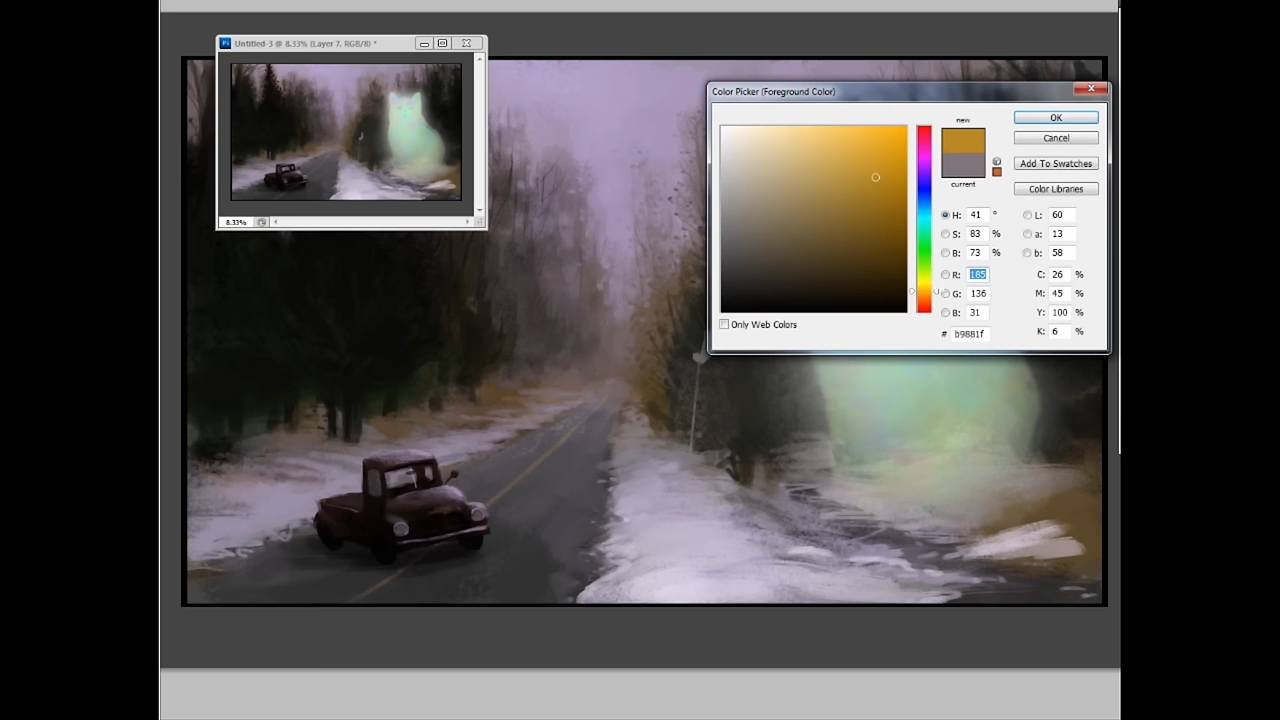 Ps Untitled-3 @ 8.33% (Layer 7, RGB/8) *
8.33%
Color Picker (Foreground Color)
new
current
OK
Cancel
Add To Swatches
Color Libraries
H: 41 °
S: 83 %
B: 73 %
R: 185
G: 136
B: 31
# b9881f
L: 60
a: 13
b: 58
C: 26 %
M: 45 %
Y: 100 %
K: 6 %
Only Web Colors